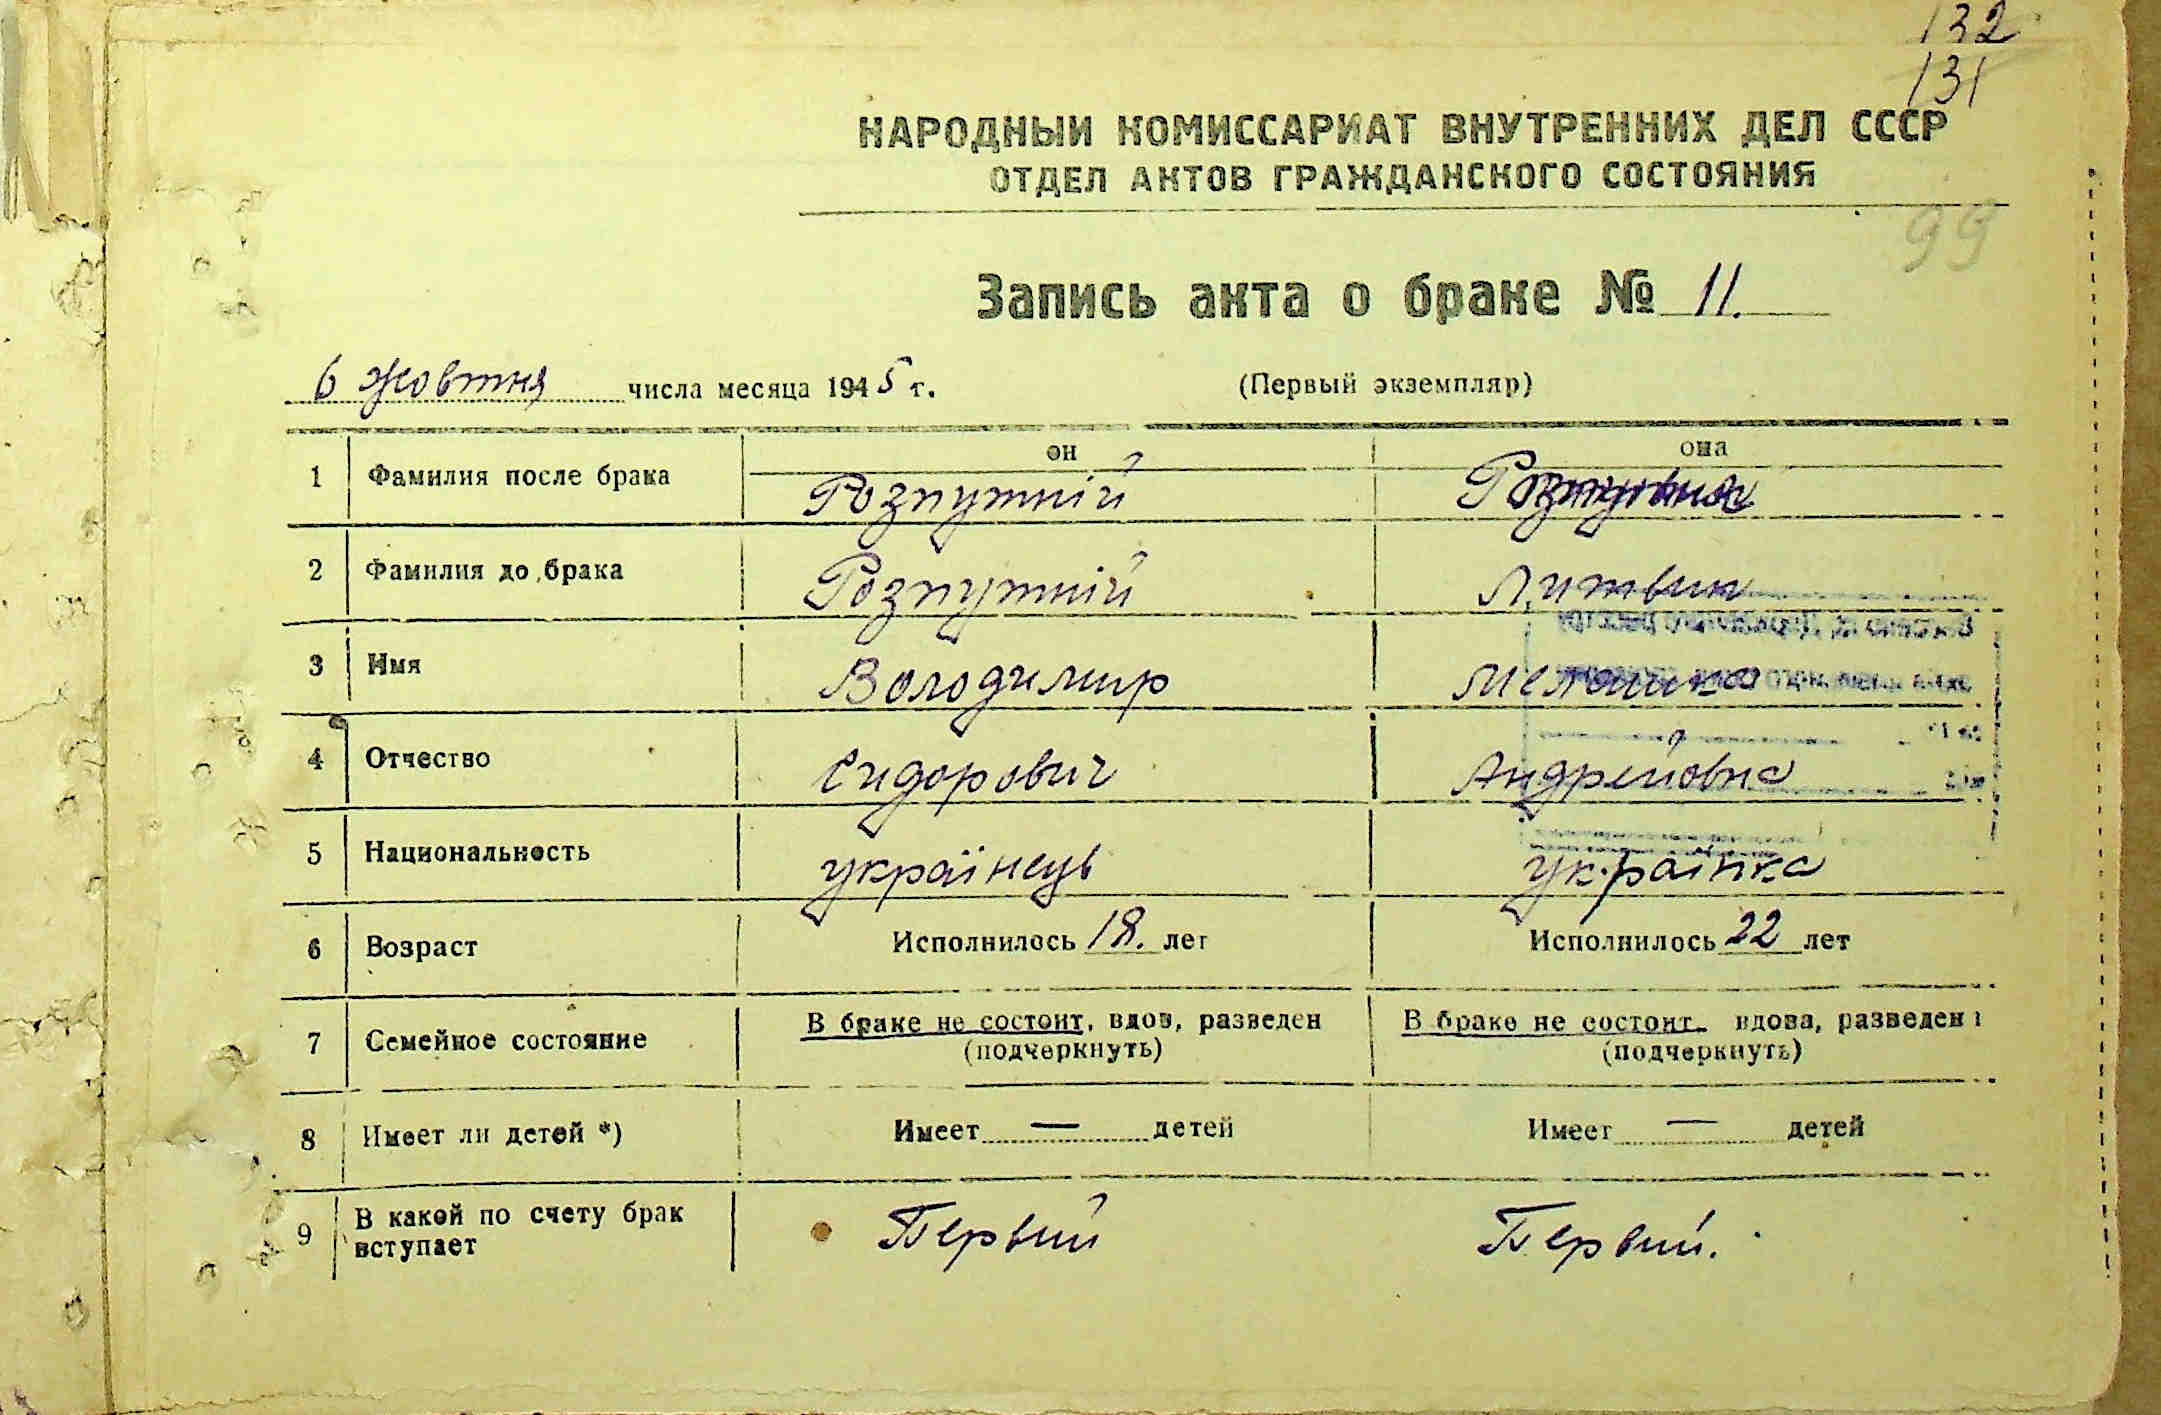 132
131
НАРОДНЫЙ КОМИССАРИАТ ВНУТРЕННИХ ДЕЛ СССР
ОТДЕЛ АКТОВ ГРАЖДАНСКОГО СОСТОЯНИЯ
99
Запись акта о браке № 11.
6 жовтня числа месяца 1945 г. (Первый экземпляр)
он она
1 Фамилия после брака Розпутній
2 Фамилия до брака Розпутній Литвин
3 Имя Володимир
4 Отчество Сидорович Андрейовна
5 Национальность українець українка
6 Возраст Исполнилось 18. лет Исполнилось 22 лет
7 Семейное состояние В браке не состоит, вдов, разведен В браке не состоит вдова, разведен
(подчеркнуть) (подчеркнуть)
8 Имеет ли детей *) Имеет — детей Имеет — детей
9 В какой по счету брак
вступает Первый Первий.